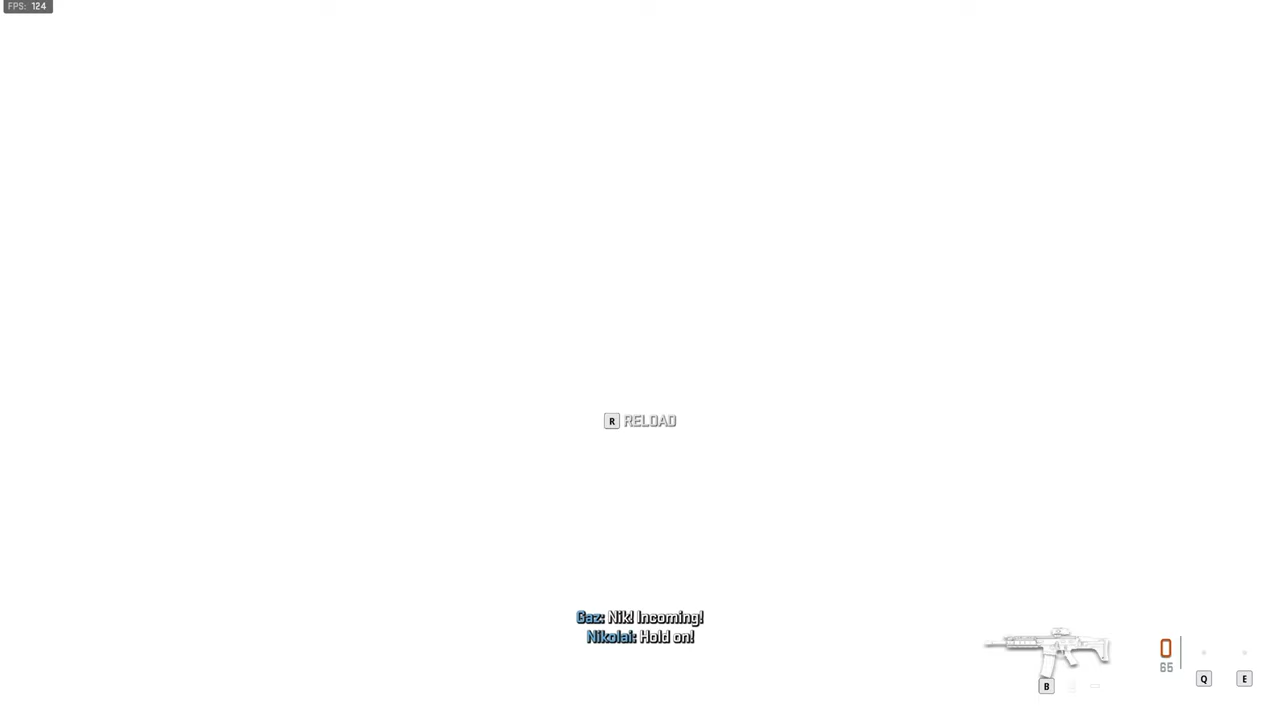 FPS: 124
R RELOAD
Gaz: Nik! Incoming!
Nikolai: Hold on!
0
65
B
Q
E